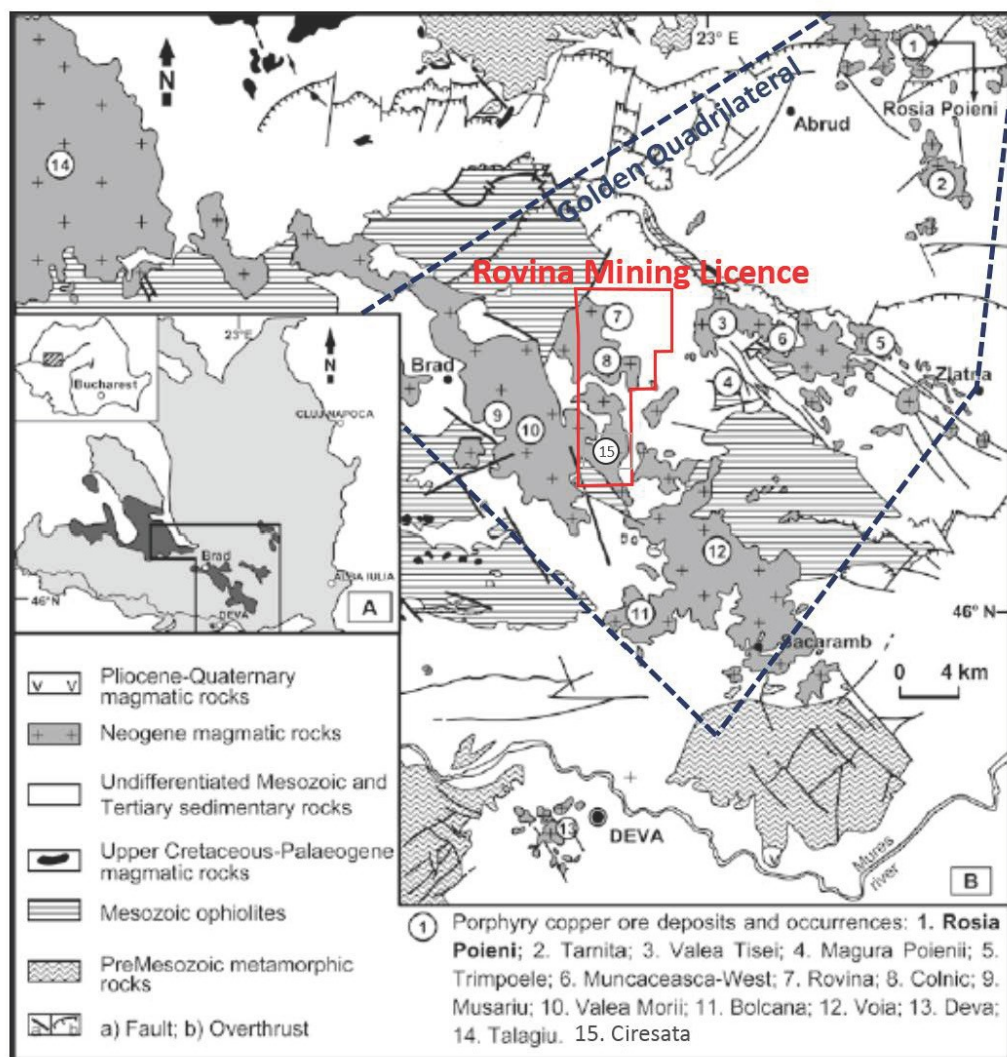 23° E
N
1
Rosia Poieni
Abrud
14
Golden Quadrilateral
2
Rovina Mining Licence
7
3
6
5
23°E
N
Bucharest
Brad
8
4
Zlatna
9
10
CLUJ-NAPOCA
15
12
Brad
ALBA IULIA
46° N
DEVA
A
11
46° N
Sacaramb
0 4 km
V V Pliocene-Quaternary
magmatic rocks
+ + Neogene magmatic rocks
Undifferentiated Mesozoic and
Tertiary sedimentary rocks
13
DEVA
Mures
river
Upper Cretaceous-Palaeogene
magmatic rocks
B
Mesozoic ophiolites
PreMesozoic metamorphic
rocks
a b a) Fault; b) Overthrust
1 Porphyry copper ore deposits and occurrences: 1. Rosia
Poieni; 2. Tarnita; 3. Valea Tisei; 4. Magura Poienii; 5.
Trimpoele; 6. Muncaceasca-West; 7. Rovina; 8. Colnic; 9.
Musariu; 10. Valea Morii; 11. Bolcana; 12. Voia; 13. Deva;
14. Talagiu. 15. Ciresata